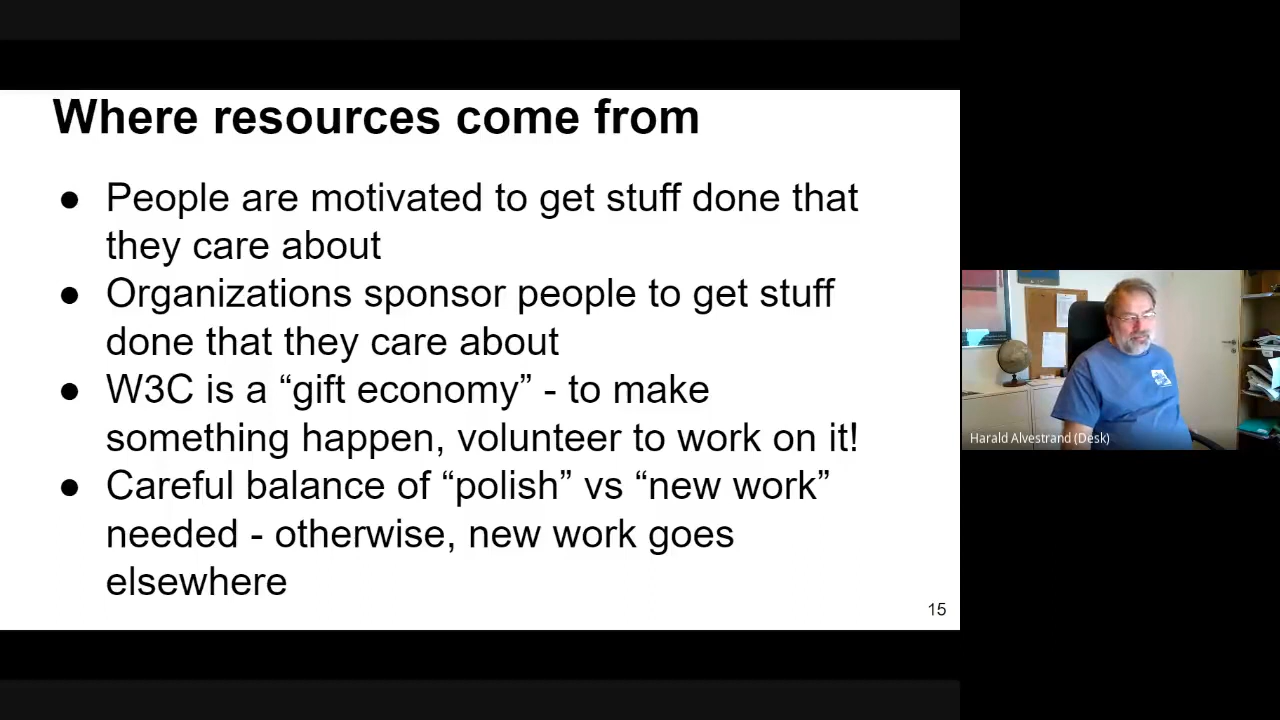 Where resources come from
● People are motivated to get stuff done that
they care about
● Organizations sponsor people to get stuff
done that they care about
● W3C is a “gift economy” - to make
something happen, volunteer to work on it!
● Careful balance of “polish” vs “new work”
needed - otherwise, new work goes
elsewhere
15
Harald Alvestrand (Desk)